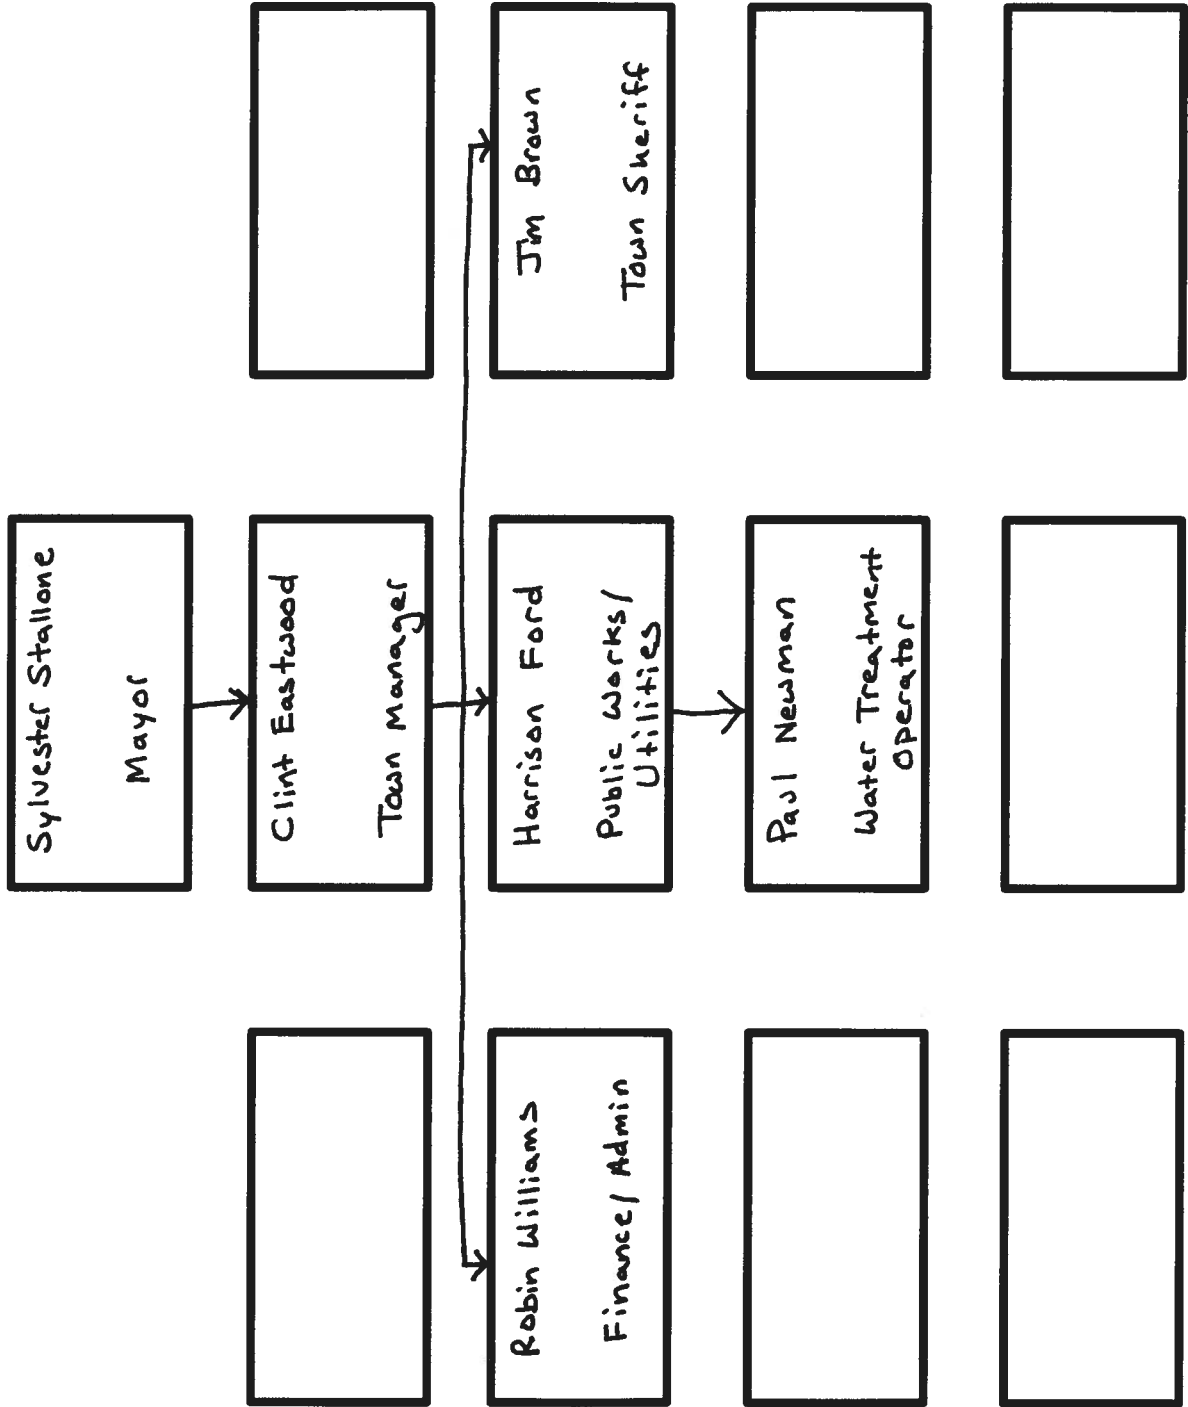 Sylvester Stallone
Mayor
Clint Eastwood
Town Manager
Robin Williams
Finance/Admin
Harrison Ford
Public Works/
Utilities
Jim Brown
Town Sheriff
Paul Newman
Water Treatment
Operator